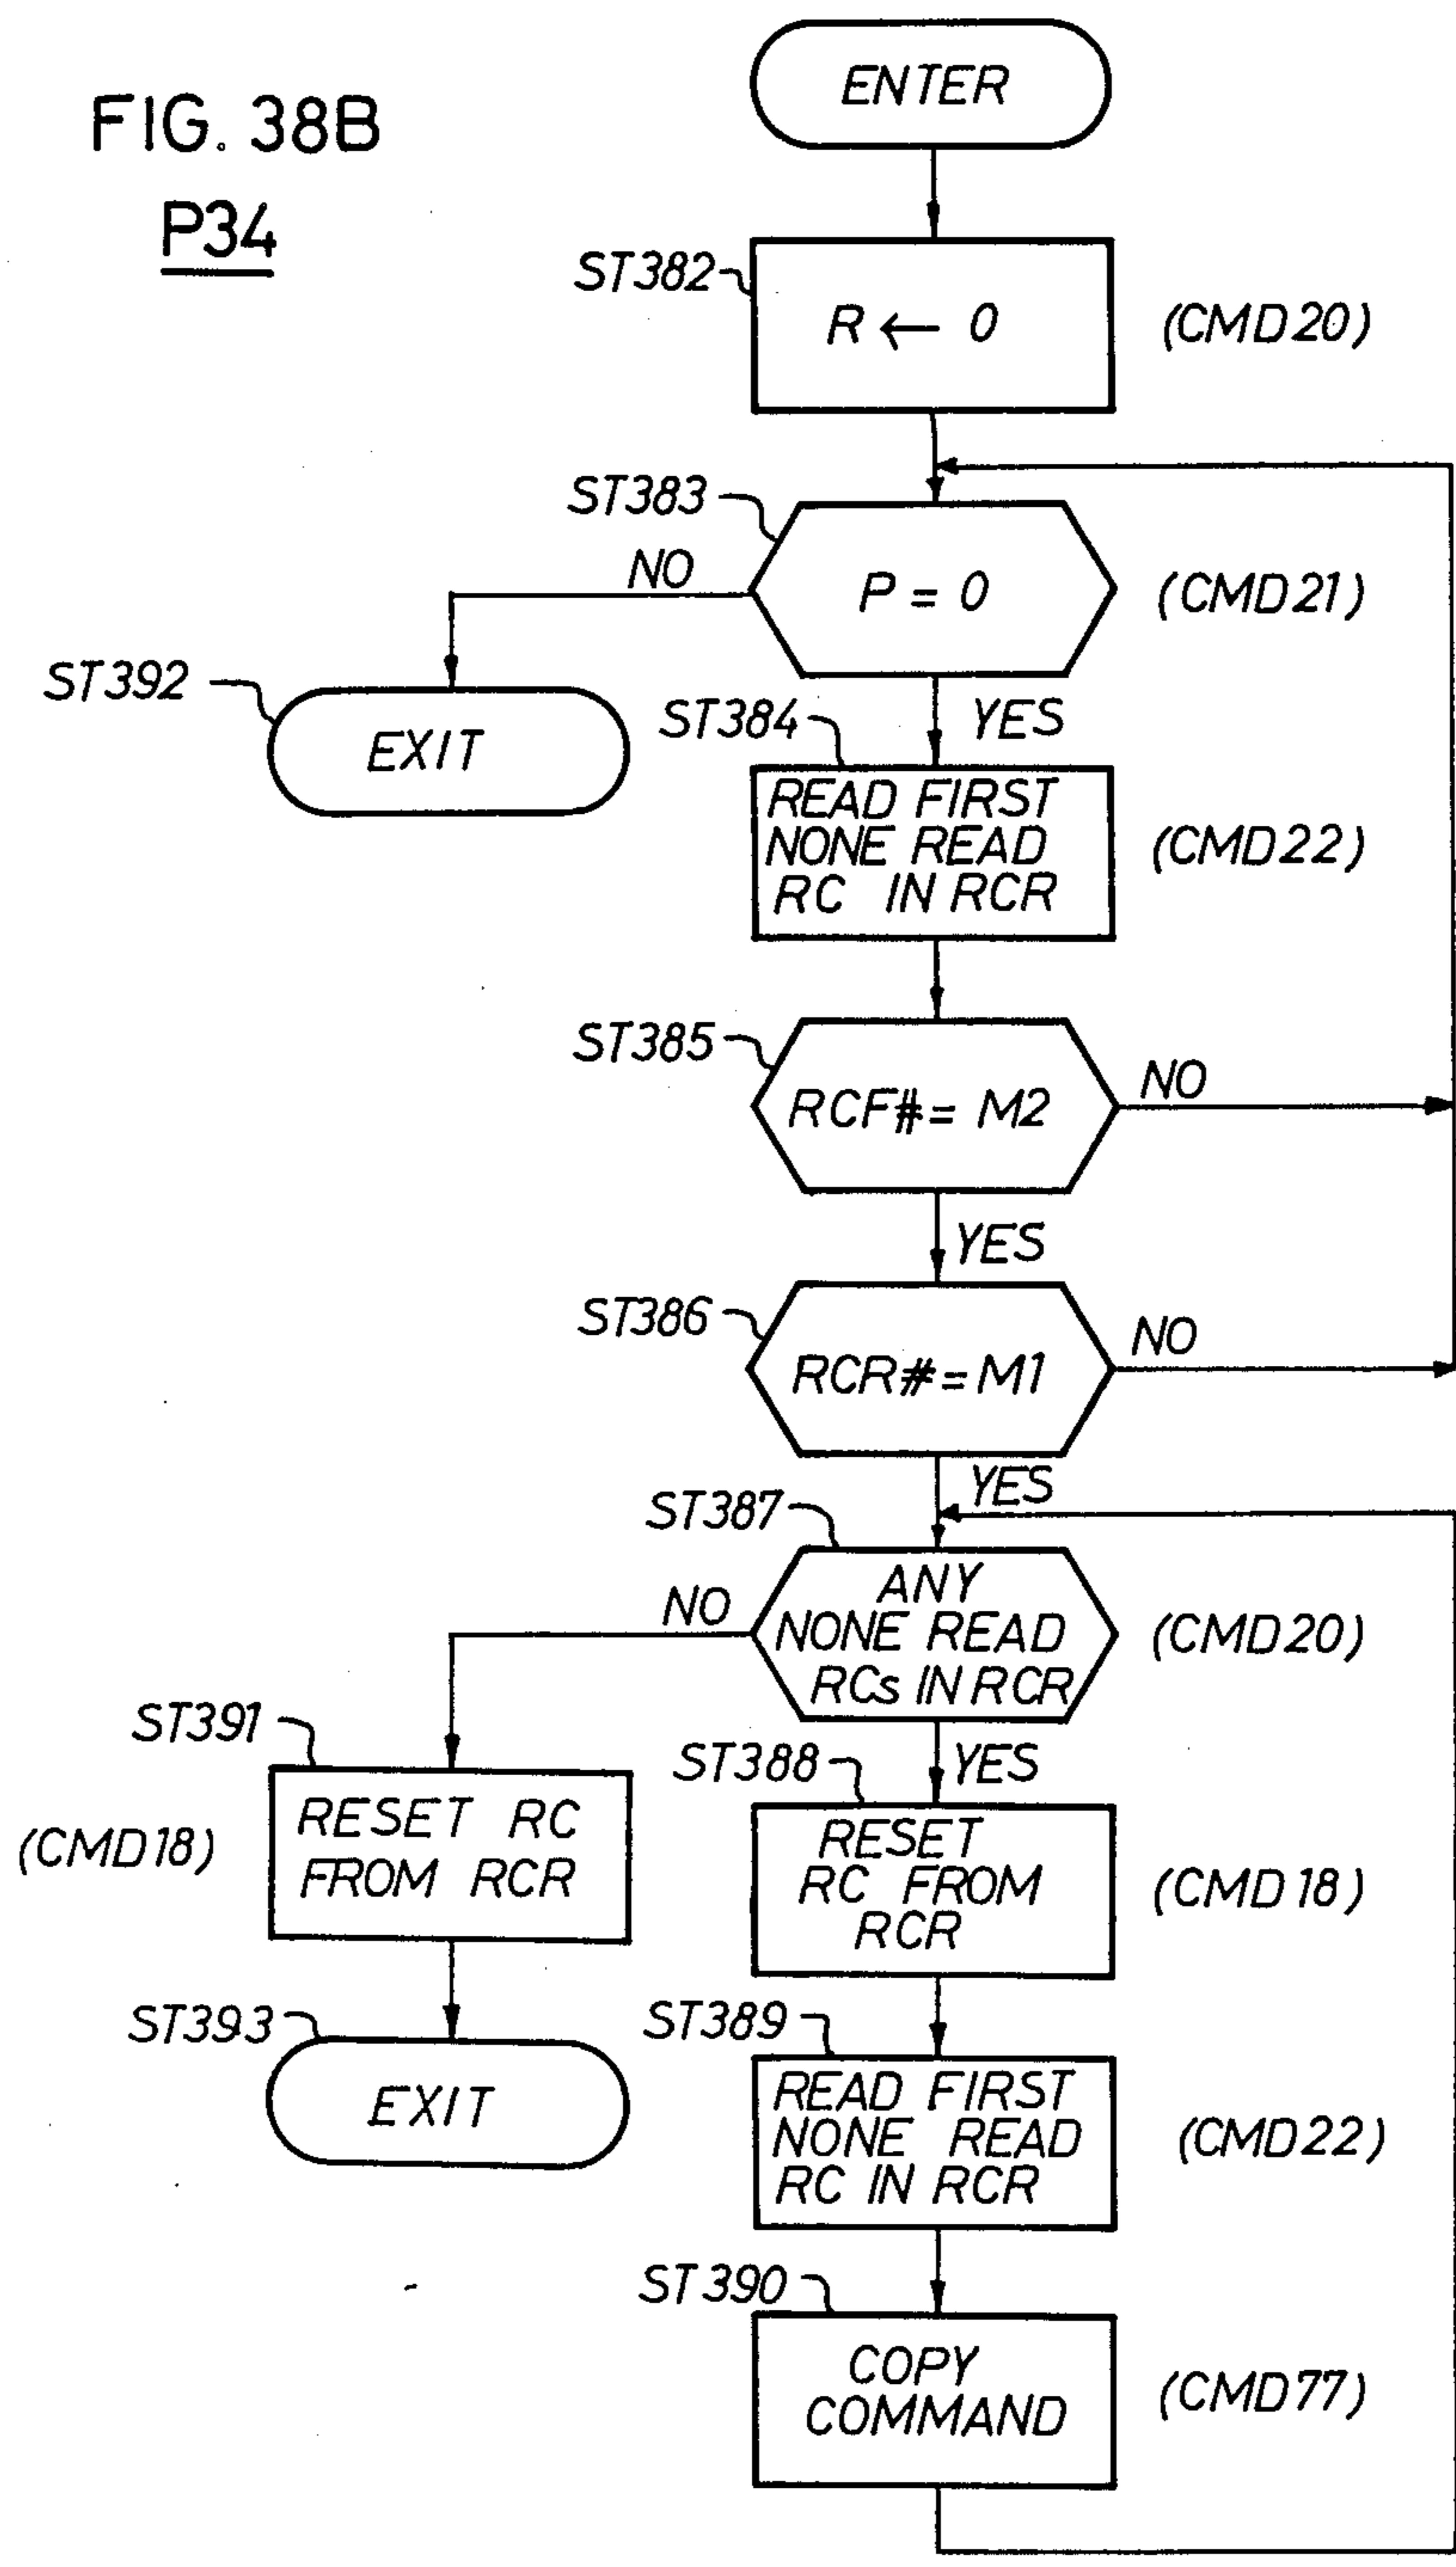 FIG. 38B
P34
ENTER
ST382
R ← 0
(CMD20)
ST383
P = 0
(CMD21)
NO
ST392
EXIT
YES
ST384
READ FIRST
NONE READ
RC IN RCR
(CMD22)
ST385
RCF# = M2
NO
YES
ST386
RCR# = M1
NO
YES
ST387
ANY
NONE READ
RCs IN RCR
(CMD20)
NO
ST391
RESET RC
FROM RCR
(CMD18)
ST393
EXIT
YES
ST388
RESET
RC FROM
RCR
(CMD18)
ST389
READ FIRST
NONE READ
RC IN RCR
(CMD22)
ST390
COPY
COMMAND
(CMD77)